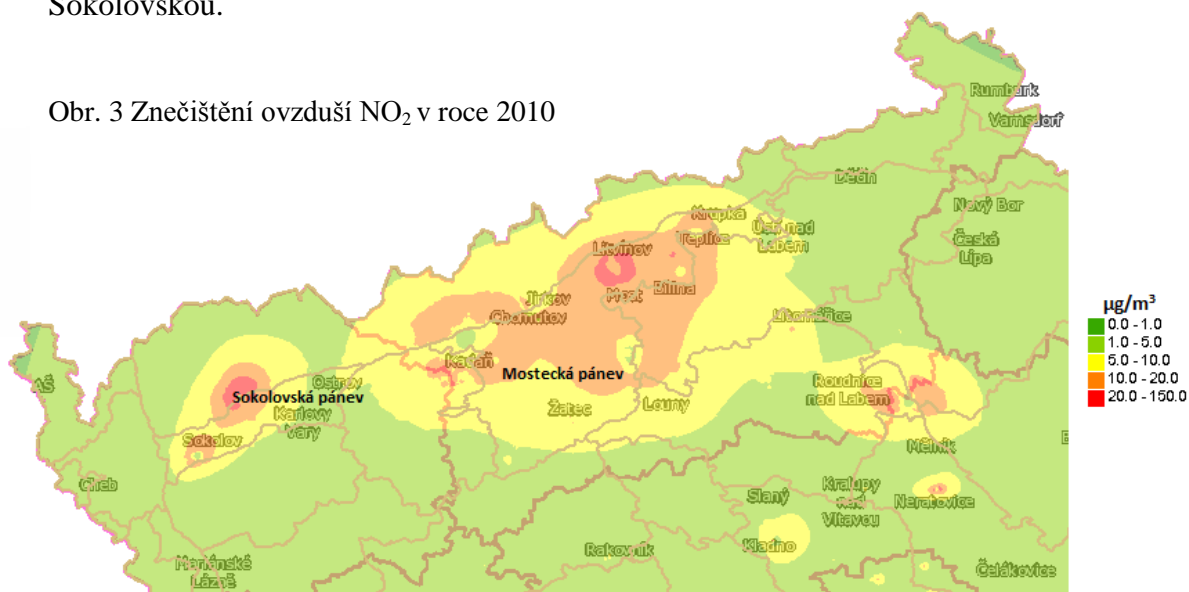 Sokolovskou.
Obr. 3 Znečištění ovzduší NO₂ v roce 2010
Rumburk
Varnsdorf
Děčín
Nový Bor
Krupka
Ústí nad
Labem
Teplice
Česká
Lípa
Litvínov
Most
Bílina
Jirkov
Chomutov
Litoměřice
µg/m³
0.0 - 1.0
1.0 - 5.0
5.0 - 10.0
10.0 - 20.0
20.0 - 150.0
Kadaň
Mostecká pánev
Aš
Ostrov
Sokolovská pánev
Karlovy
Vary
Žatec
Louny
Roudnice
nad Labem
Sokolov
Mělník
Cheb
Slaný
Kralupy
nad
Vltavou
Neratovice
Kladno
Rakovník
Mariánské
Lázně
Čelákovice